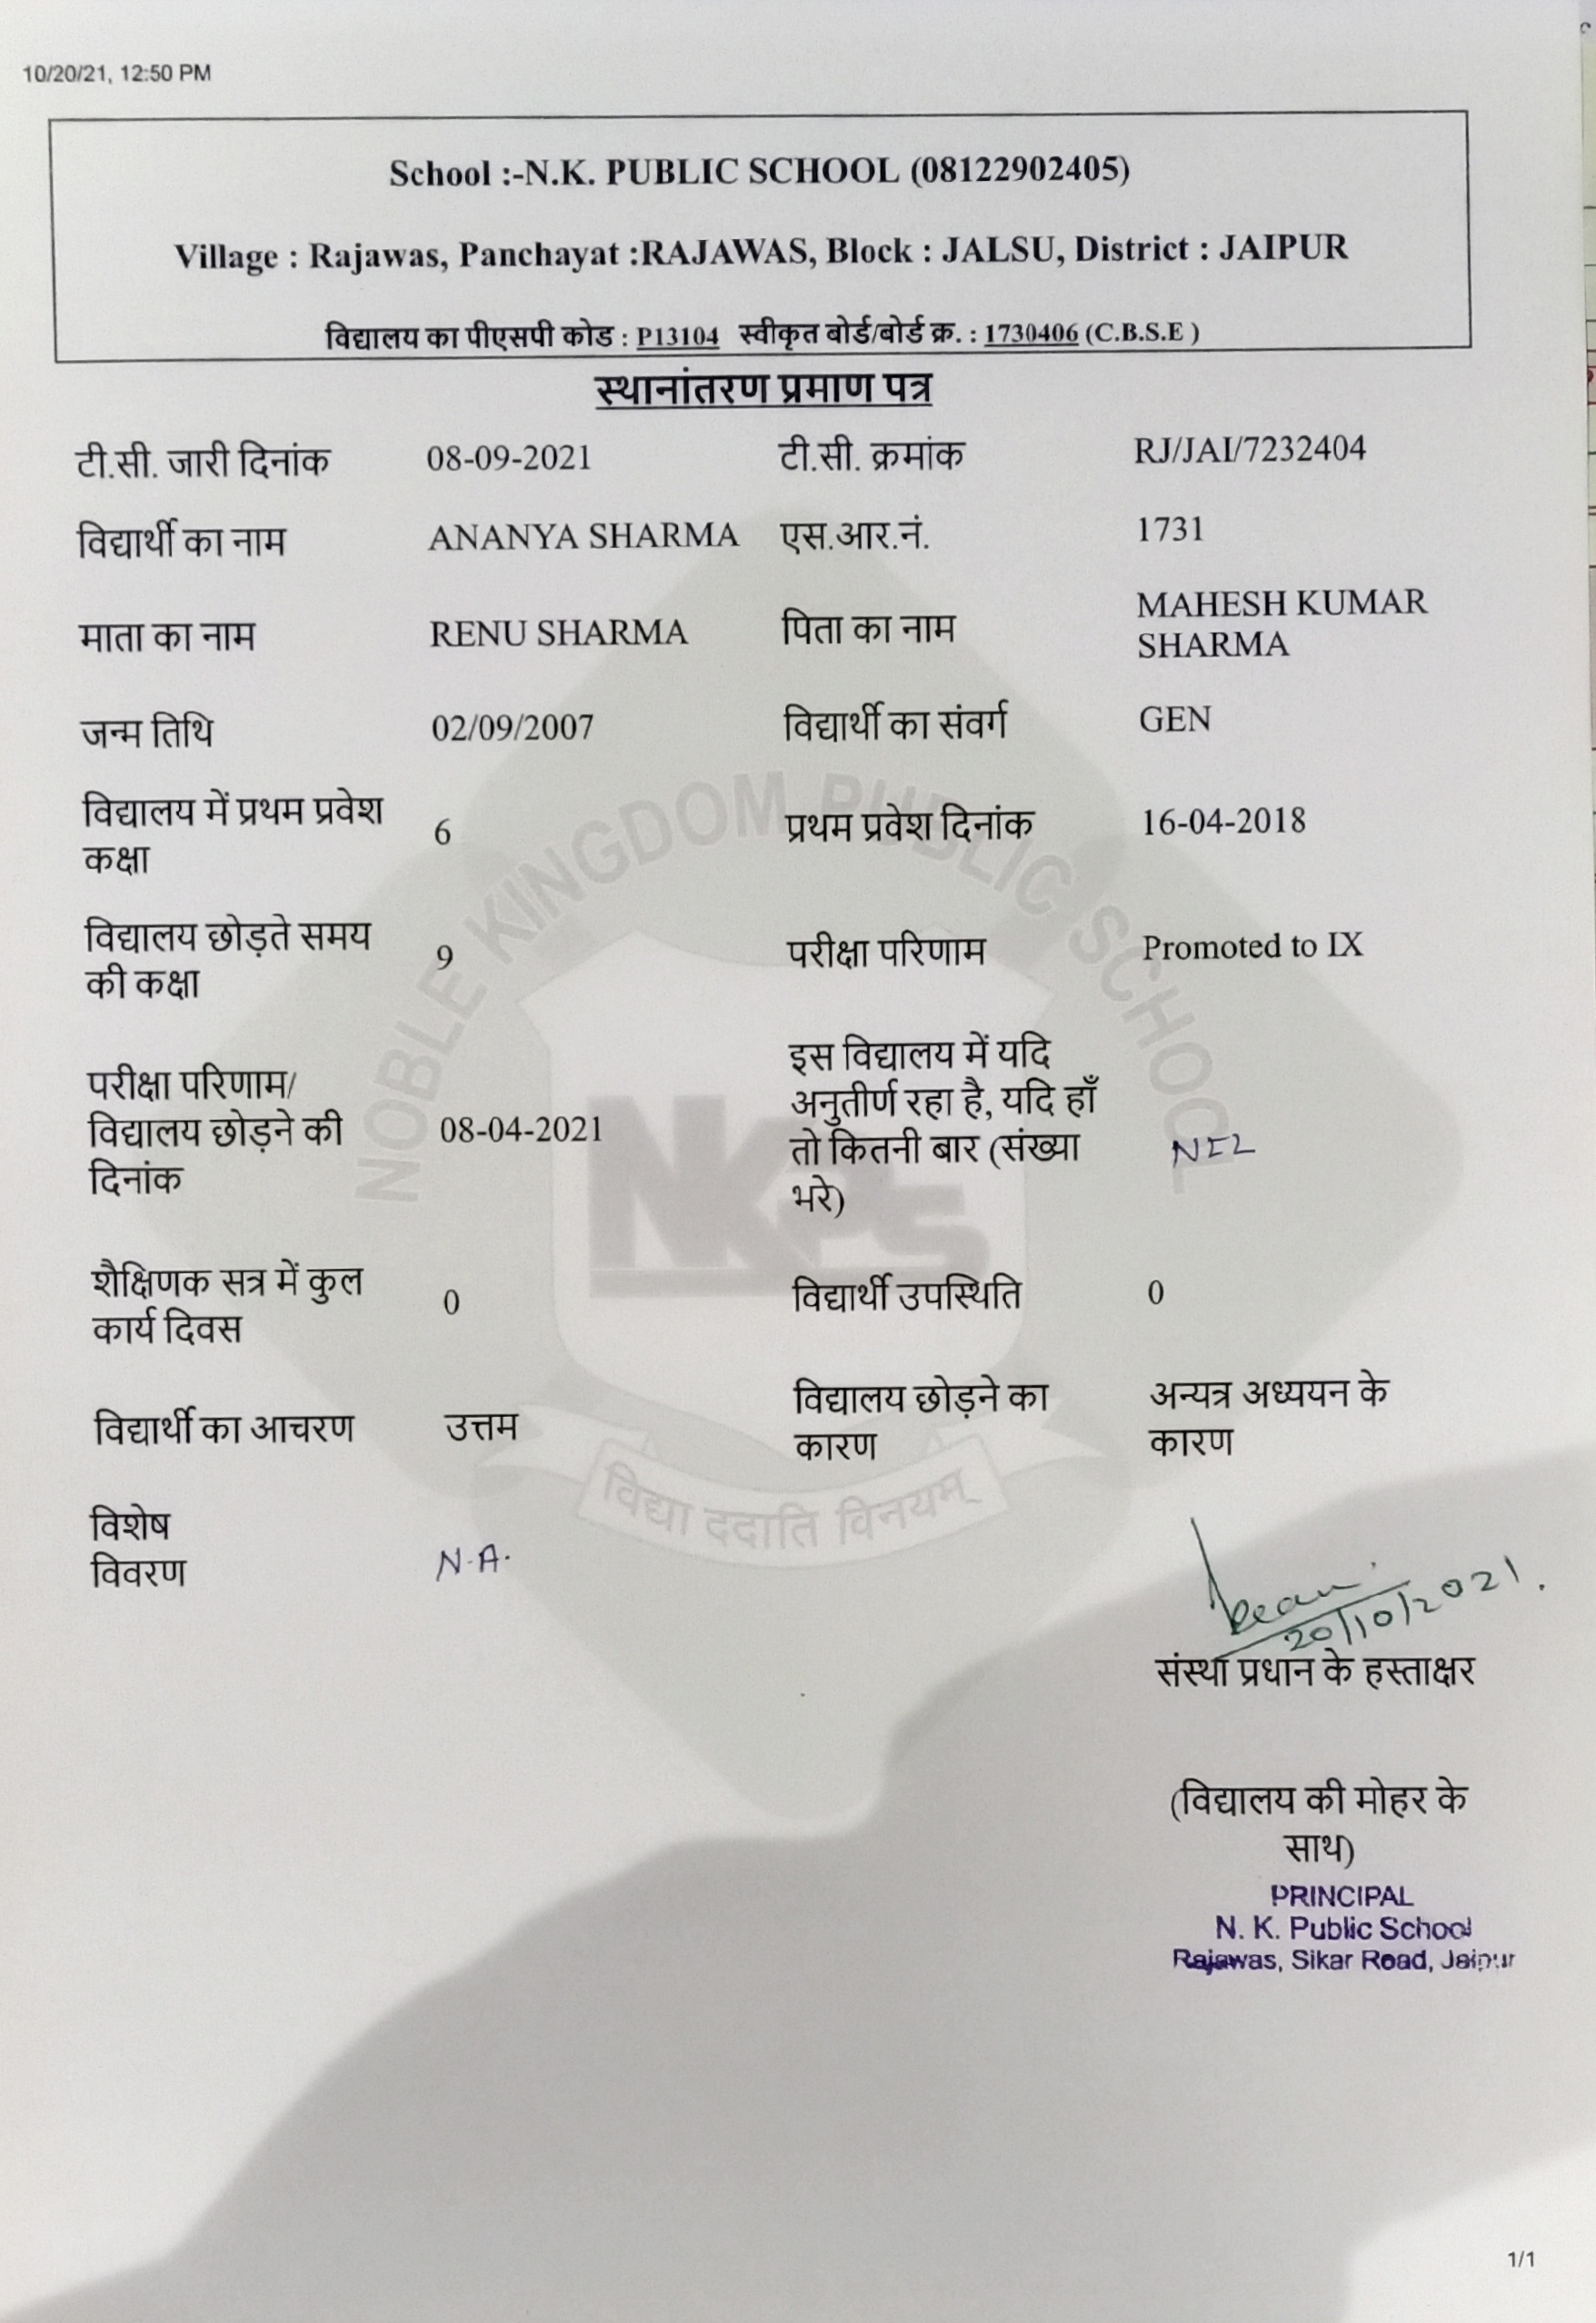 10/20/21, 12:50 PM
School :-N.K. PUBLIC SCHOOL (08122902405)
Village : Rajawas, Panchayat :RAJAWAS, Block : JALSU, District : JAIPUR
विद्यालय का पीएसपी कोड : P13104 स्वीकृत बोर्ड/बोर्ड क्र. : 1730406 (C.B.S.E )
स्थानांतरण प्रमाण पत्र
टी.सी. जारी दिनांक 08-09-2021 टी.सी. क्रमांक RJ/JAI/7232404
विद्यार्थी का नाम ANANYA SHARMA एस.आर.नं. 1731
माता का नाम RENU SHARMA पिता का नाम MAHESH KUMAR
SHARMA
जन्म तिथि 02/09/2007 विद्यार्थी का संवर्ग GEN
विद्यालय में प्रथम प्रवेश
कक्षा
6
प्रथम प्रवेश दिनांक 16-04-2018
विद्यालय छोड़ते समय
की कक्षा
9
परीक्षा परिणाम Promoted to IX
परीक्षा परिणाम/
विद्यालय छोड़ने की
दिनांक
08-04-2021
इस विद्यालय में यदि
अनुतीर्ण रहा है, यदि हाँ
तो कितनी बार (संख्या
भरे)
NIL
शैक्षिणक सत्र में कुल
कार्य दिवस
0
विद्यार्थी उपस्थिति 0
विद्यार्थी का आचरण उत्तम
विद्यालय छोड़ने का
कारण
अन्यत्र अध्ययन के
कारण
विशेष
विवरण
N.A.
20/10/2021.
संस्था प्रधान के हस्ताक्षर
(विद्यालय की मोहर के
साथ)
PRINCIPAL
N. K. Public School
Rajawas, Sikar Road, Jaipur
NOBLE KINGDOM PUBLIC SCHOOL
NKPS
विद्या ददाति विनयम्
1/1